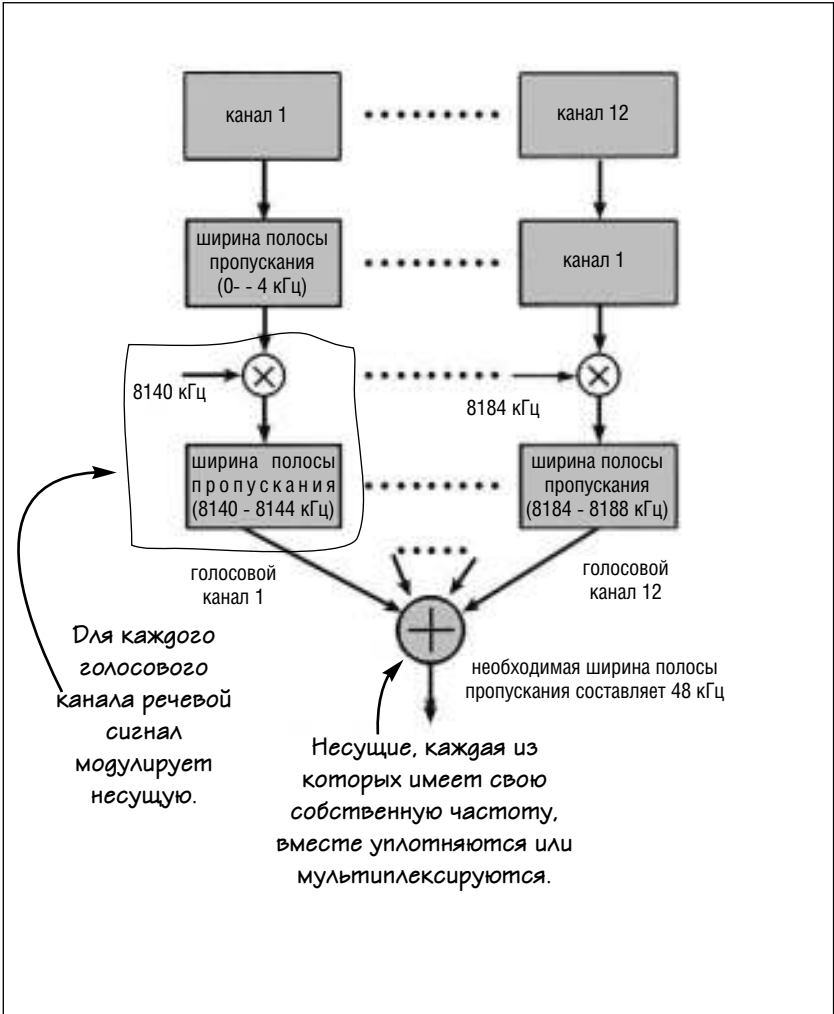 канал 1
канал 12
ширина полосы
пропускания
(0- - 4 кГц)
канал 1
8140 кГц
8184 кГц
ширина полосы
пропускания
(8140 - 8144 кГц)
ширина полосы
пропускания
(8184 - 8188 кГц)
голосовой
канал 1
голосовой
канал 12
необходимая ширина полосы
пропускания составляет 48 кГц
Для каждого
голосового
канала речевой
сигнал
модулирует
несущую.
Несущие, каждая из
которых имеет свою
собственную частоту,
вместе уплотняются или
мультиплексируются.